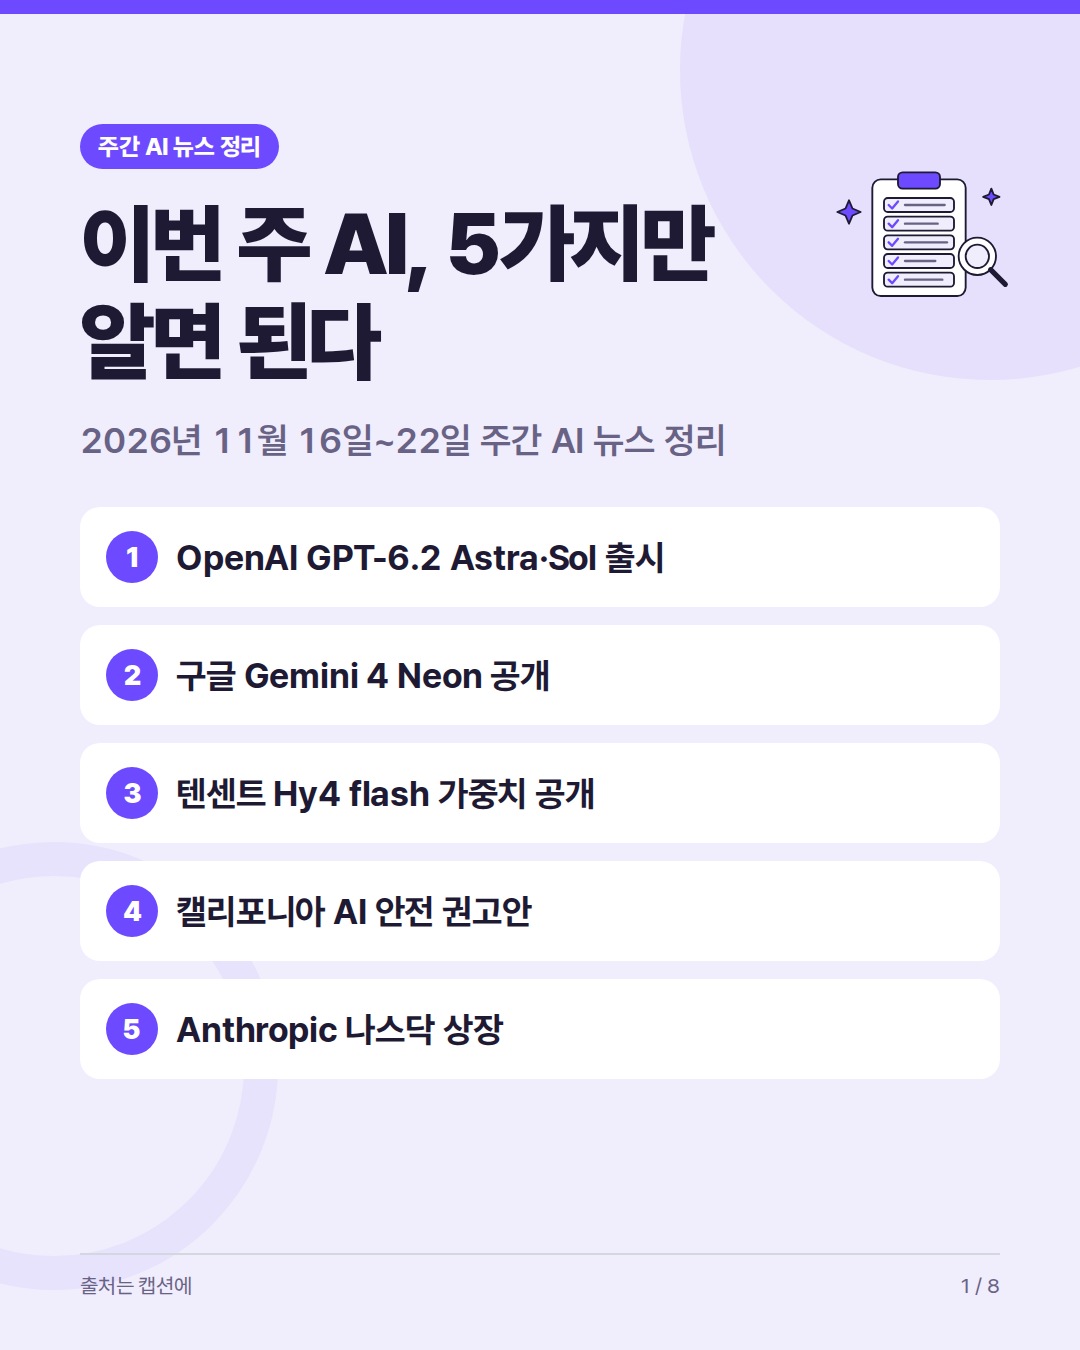 주간 AI 뉴스 정리
이번 주 AI, 5가지만
알면 된다
2026년 11월 16일~22일 주간 AI 뉴스 정리
1 OpenAI GPT-6.2 Astra·Sol 출시
2 구글 Gemini 4 Neon 공개
3 텐센트 Hy4 flash 가중치 공개
4 캘리포니아 AI 안전 권고안
5 Anthropic 나스닥 상장
출처는 캡션에
1 / 8